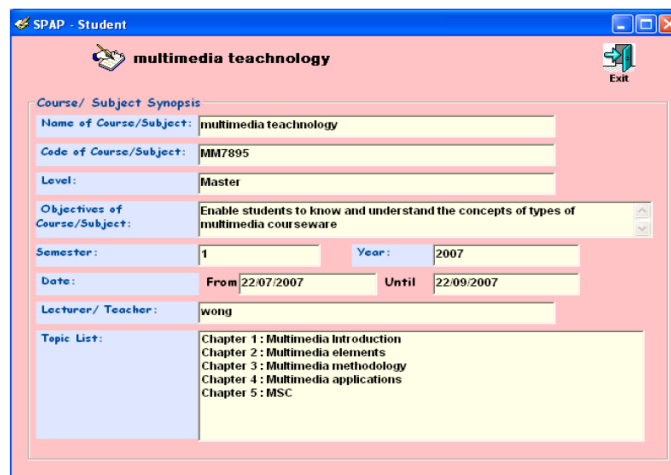 SPAP - Student
multimedia teachnology
Exit
Course/ Subject Synopsis
Name of Course/Subject: multimedia teachnology
Code of Course/Subject: MM7895
Level: Master
Objectives of Course/Subject: Enable students to know and understand the concepts of types of
multimedia courseware
Semester: 1 Year: 2007
Date: From 22/07/2007 Until 22/09/2007
Lecturer/ Teacher: wong
Topic List: Chapter 1 : Multimedia Introduction
Chapter 2 : Multimedia elements
Chapter 3 : Multimedia methodology
Chapter 4 : Multimedia applications
Chapter 5 : MSC